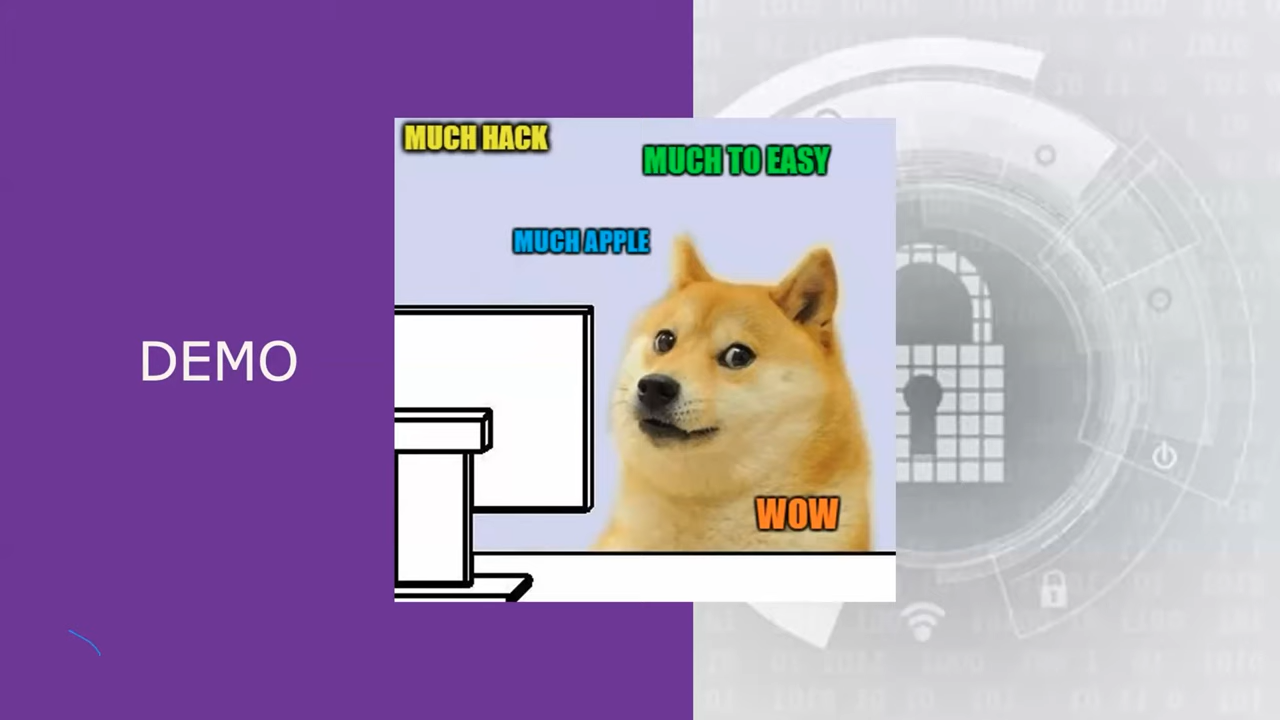 MUCH HACK
MUCH TO EASY
MUCH APPLE
DEMO
WOW